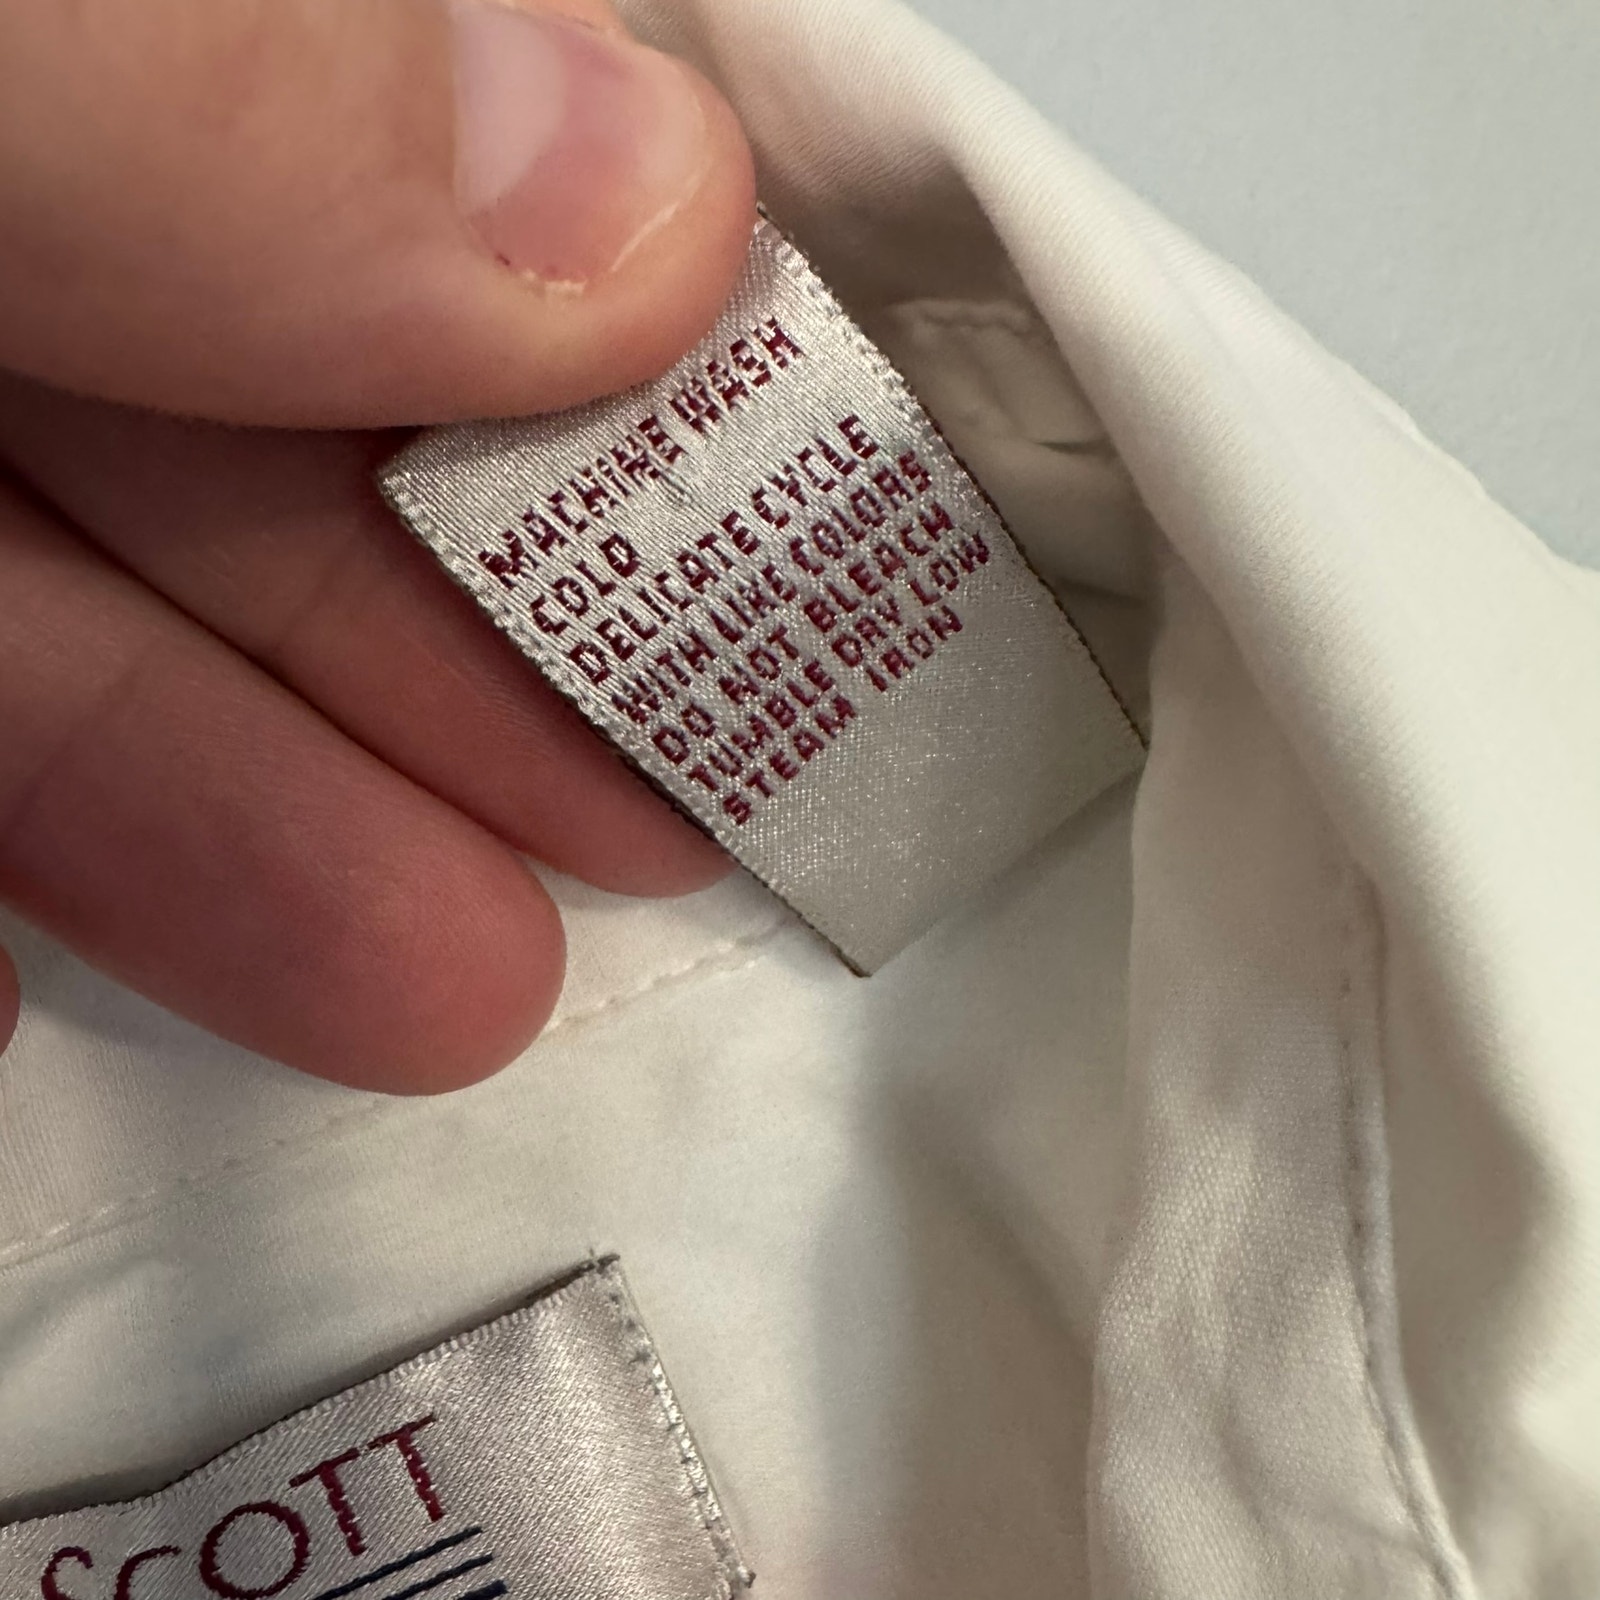 MACHINE WASH
COLD
DELICATE CYCLE
WITH LIKE COLORS
DO NOT BLEACH
TUMBLE DRY LOW
STEAM IRON
SCOTT